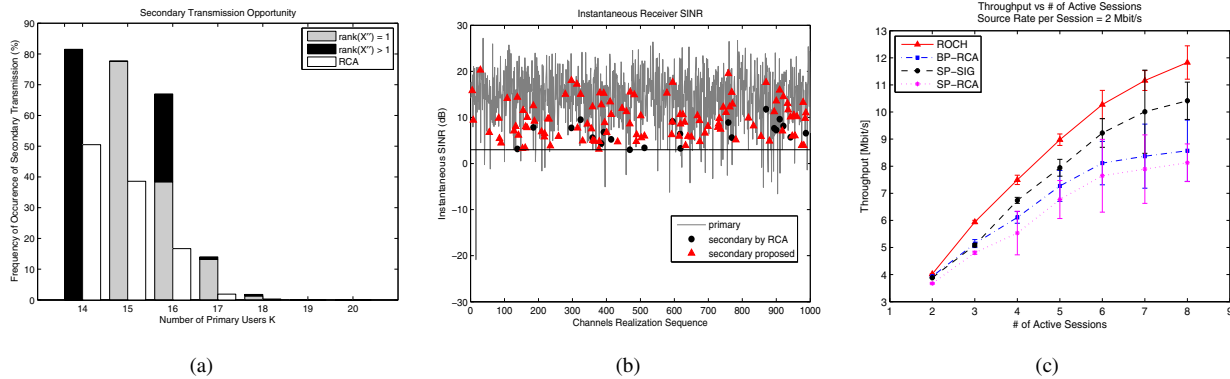 Secondary Transmission Opportunity
Frequency of Occurence of Secondary Transmission (%)
90
80
70
60
50
40
30
20
10
0
14 15 16 17 18 19 20
Number of Primary Users K
rank(X'') = 1
rank(X'') > 1
RCA
(a)
Instantaneous Receiver SINR
Instantaneous SINR (dB)
30
20
10
0
−10
−20
−30
0 100 200 300 400 500 600 700 800 900 1000
Channels Realization Sequence
primary
secondary by RCA
secondary proposed
(b)
Throughput vs # of Active Sessions
Source Rate per Session = 2 Mbit/s
Throughput [Mbit/s]
13
12
11
10
9
8
7
6
5
4
3
1 2 3 4 5 6 7 8 9
# of Active Sessions
ROCH
BP−RCA
SP−SIG
SP−RCA
(c)